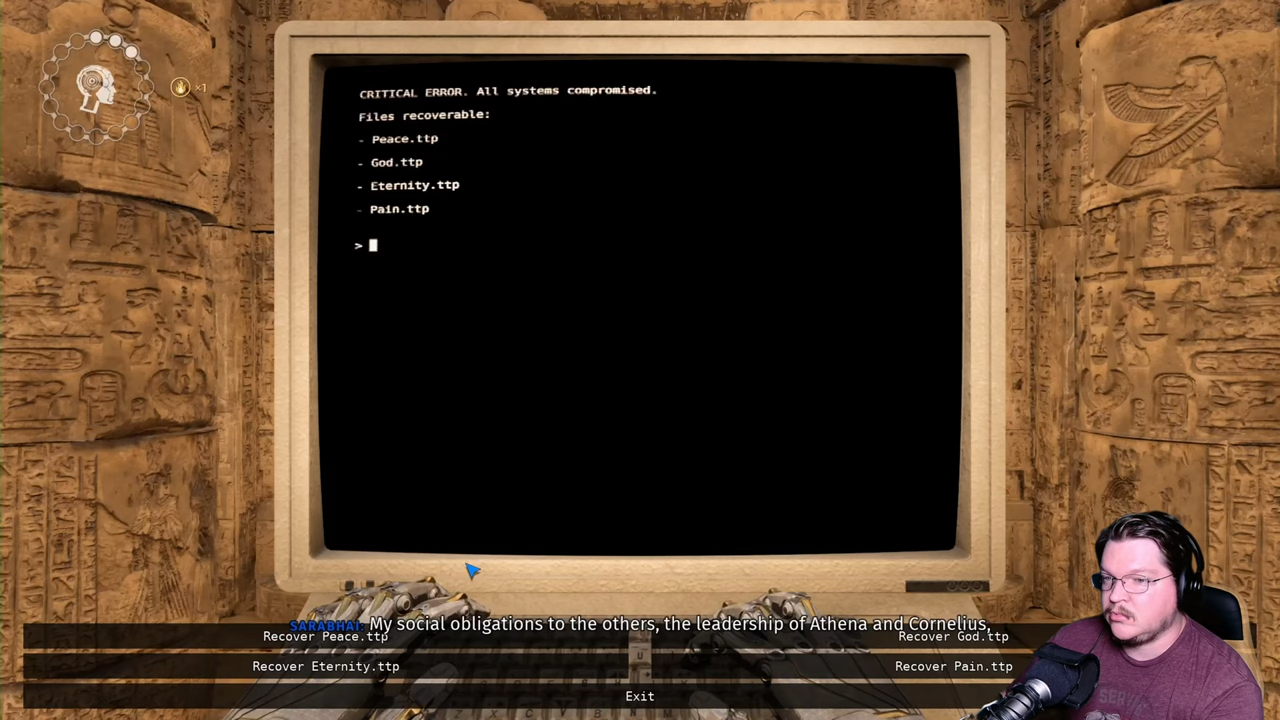 ×1
CRITICAL ERROR. All systems compromised.
Files recoverable:
- Peace.ttp
- God.ttp
- Eternity.ttp
- Pain.ttp
>
SARABHAI: My social obligations to the others, the leadership of Athena and Cornelius,
Recover Peace.ttp
Recover God.ttp
Recover Eternity.ttp
Recover Pain.ttp
Exit